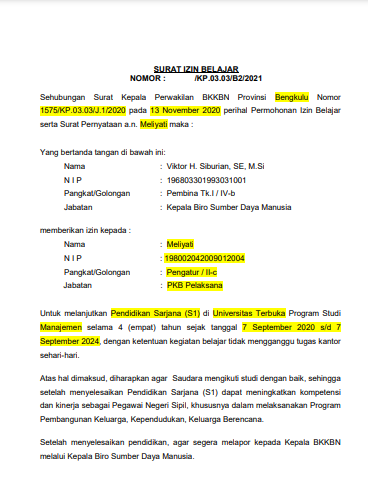 SURAT IZIN BELAJAR
NOMOR : /KP.03.03/B2/2021
Sehubungan Surat Kepala Perwakilan BKKBN Provinsi Bengkulu Nomor
1575/KP.03.03/J.1/2020 pada 13 November 2020 perihal Permohonan Izin Belajar
serta Surat Pernyataan a.n. Meliyati maka :
Yang bertanda tangan di bawah ini:
Nama : Viktor H. Siburian, SE, M.Si
N I P : 196803301993031001
Pangkat/Golongan : Pembina Tk.I / IV-b
Jabatan : Kepala Biro Sumber Daya Manusia
memberikan izin kepada :
Nama : Meliyati
N I P : 198002042009012004
Pangkat/Golongan : Pengatur / II-c
Jabatan : PKB Pelaksana
Untuk melanjutkan Pendidikan Sarjana (S1) di Universitas Terbuka Program Studi
Manajemen selama 4 (empat) tahun sejak tanggal 7 September 2020 s/d 7
September 2024, dengan ketentuan kegiatan belajar tidak mengganggu tugas kantor
sehari-hari.
Atas hal dimaksud, diharapkan agar Saudara mengikuti studi dengan baik, sehingga
setelah menyelesaikan Pendidikan Sarjana (S1) dapat meningkatkan kompetensi
dan kinerja sebagai Pegawai Negeri Sipil, khususnya dalam melaksanakan Program
Pembangunan Keluarga, Kependudukan, Keluarga Berencana.
Setelah menyelesaikan pendidikan, agar segera melapor kepada Kepala BKKBN
melalui Kepala Biro Sumber Daya Manusia.